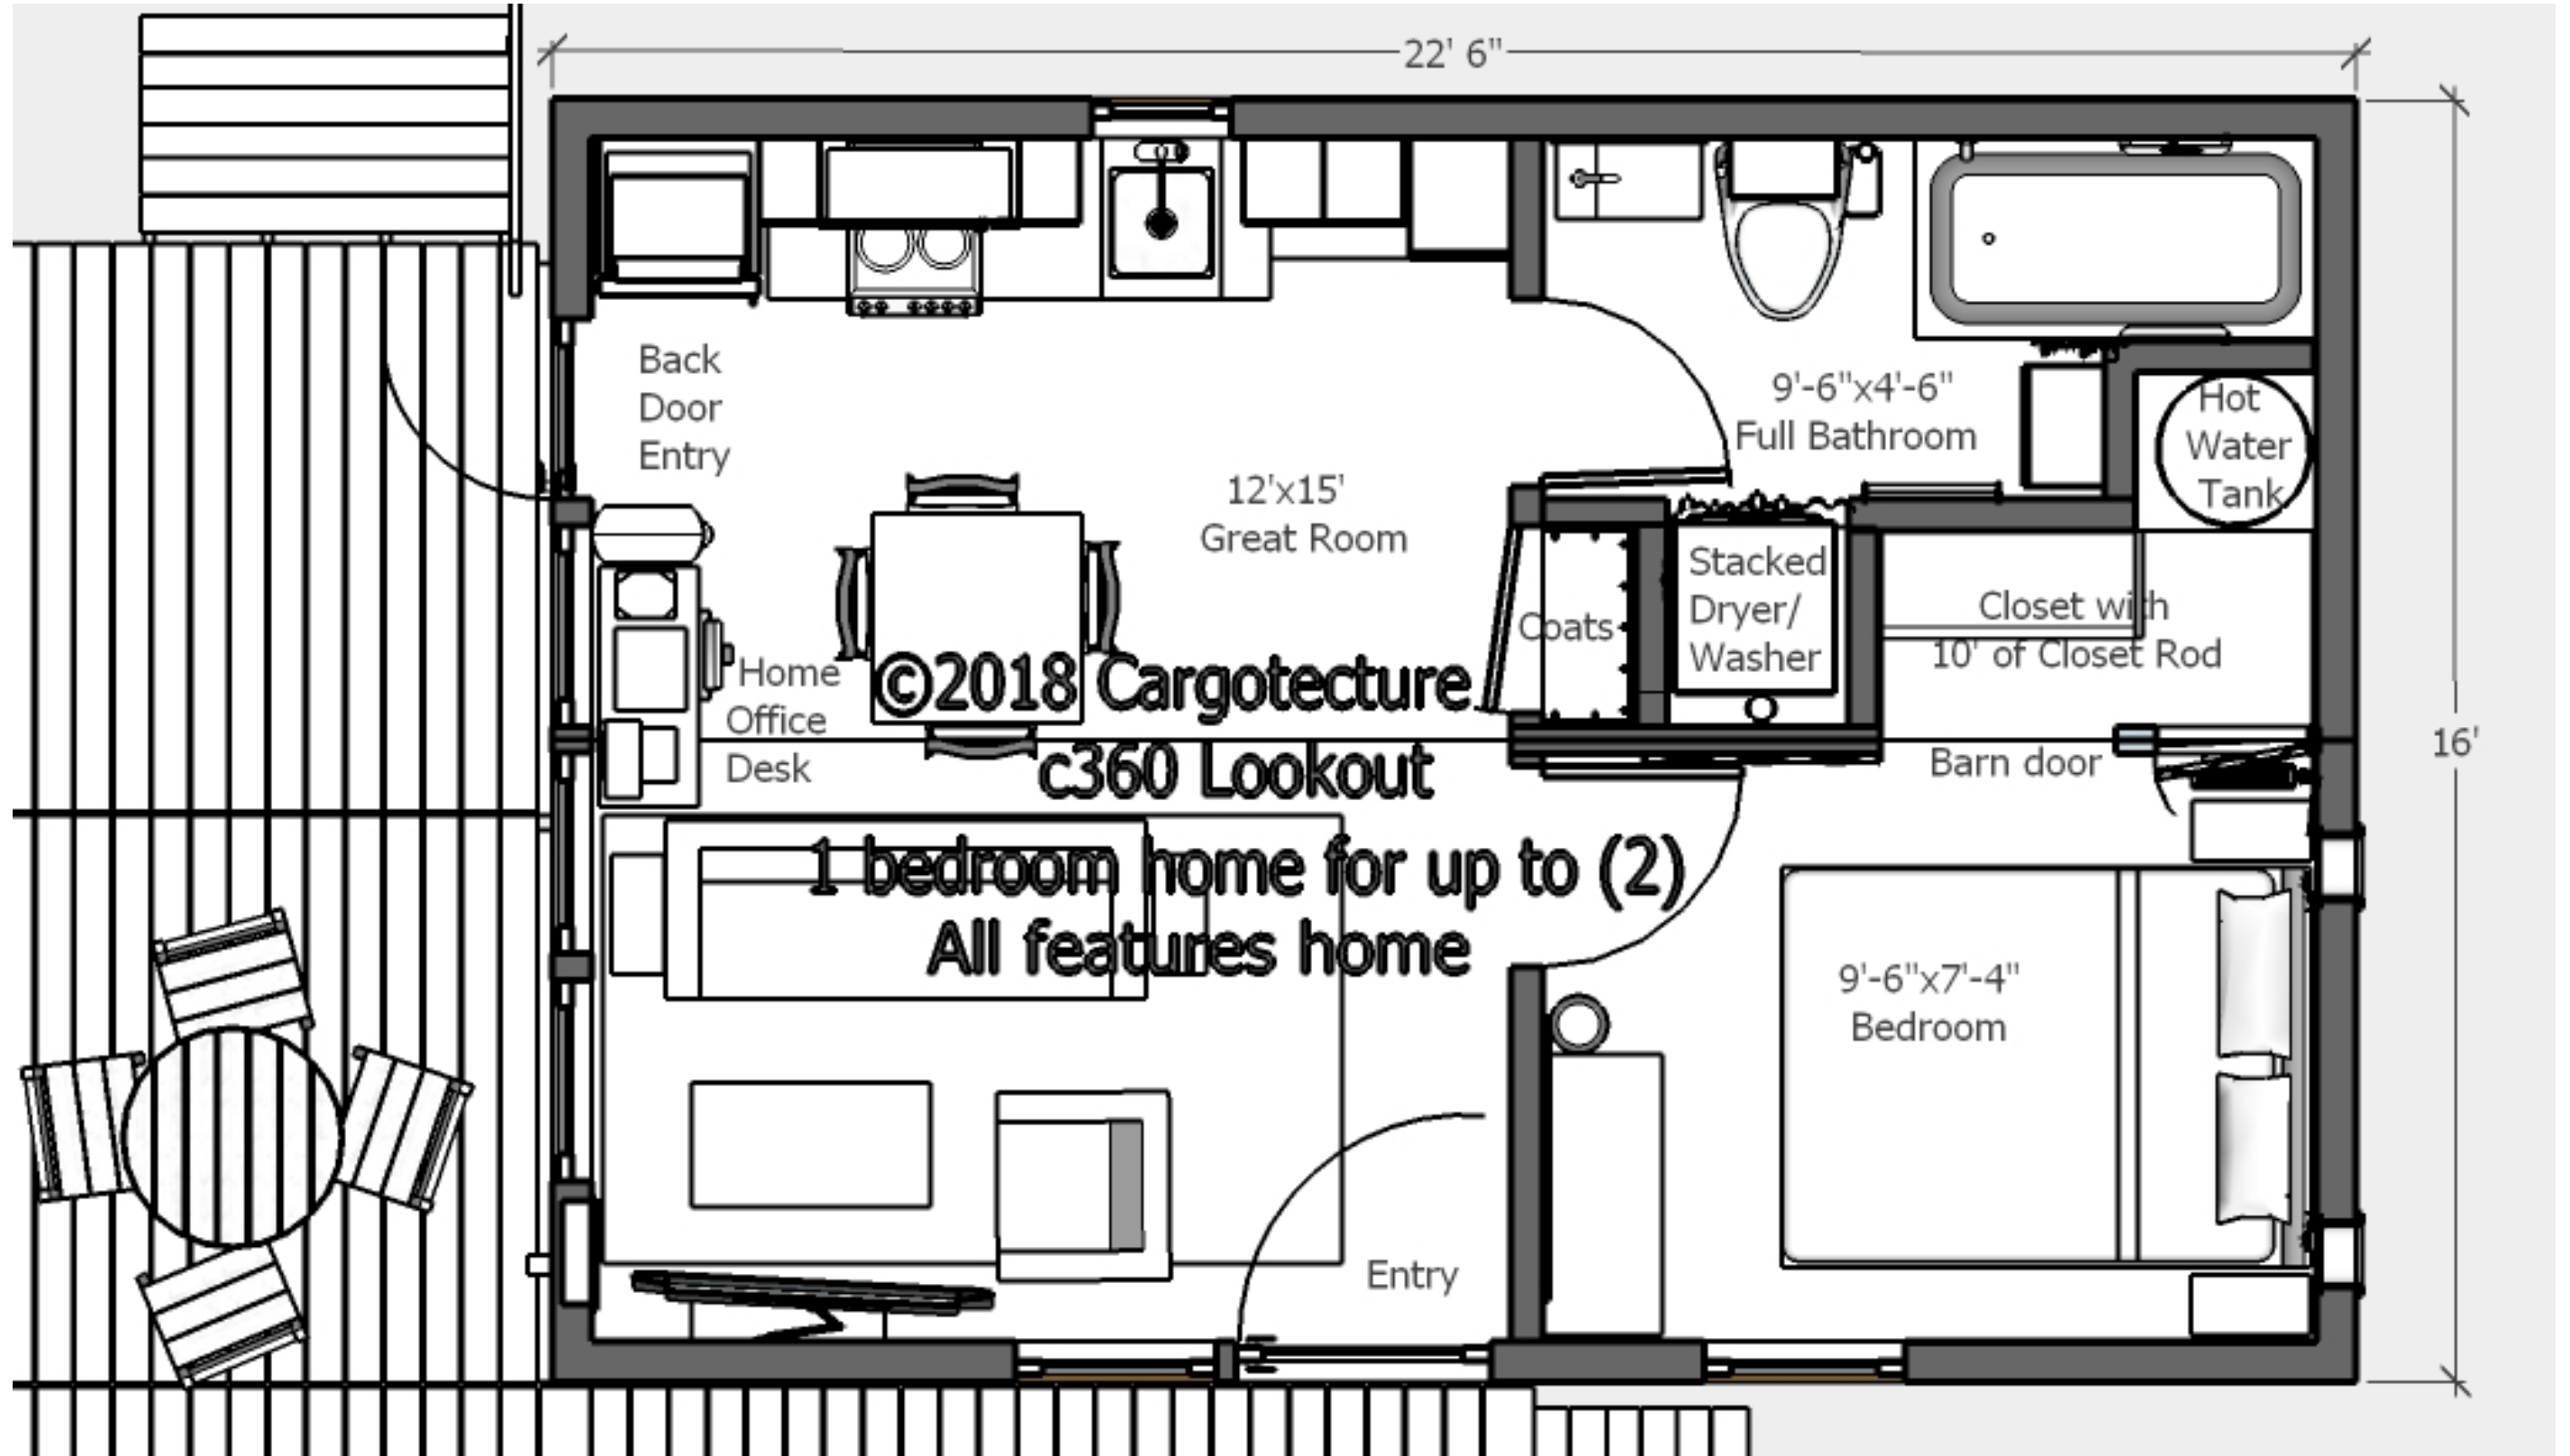 22' 6"
Back
Door
Entry
12'x15'
Great Room
9'-6"x4'-6"
Full Bathroom
Hot
Water
Tank
Coats
Stacked
Dryer/
Washer
Closet with
10' of Closet Rod
Home
Office
Desk
©2018 Cargotecture
c360 Lookout
1 bedroom home for up to (2)
All features home
Barn door
16'
9'-6"x7'-4"
Bedroom
Entry